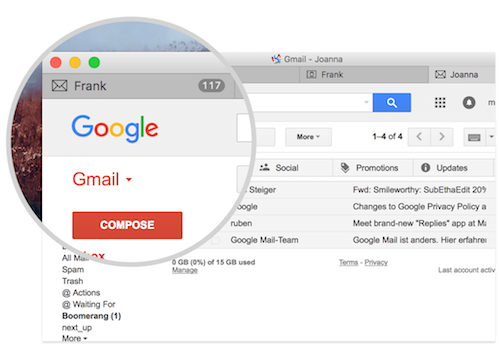 Gmail - Joanna
Frank 117
Frank
Joanna
Google
More
1–4 of 4
Gmail
Social
Promotions
Updates
COMPOSE
Steiger Fwd: Smileworthy: SubEthaEdit 20%
Changes to Google Privacy Policy a
ruben Meet brand-new "Replies" app at M
Google Mail-Team Google Mail ist anders. Hier erfahren
All Ma
Spam
Trash
@ Actions
@ Waiting For
Boomerang (1)
next_up
More
0 GB (0%) of 15 GB used
Manage
Terms - Privacy
Last account activ